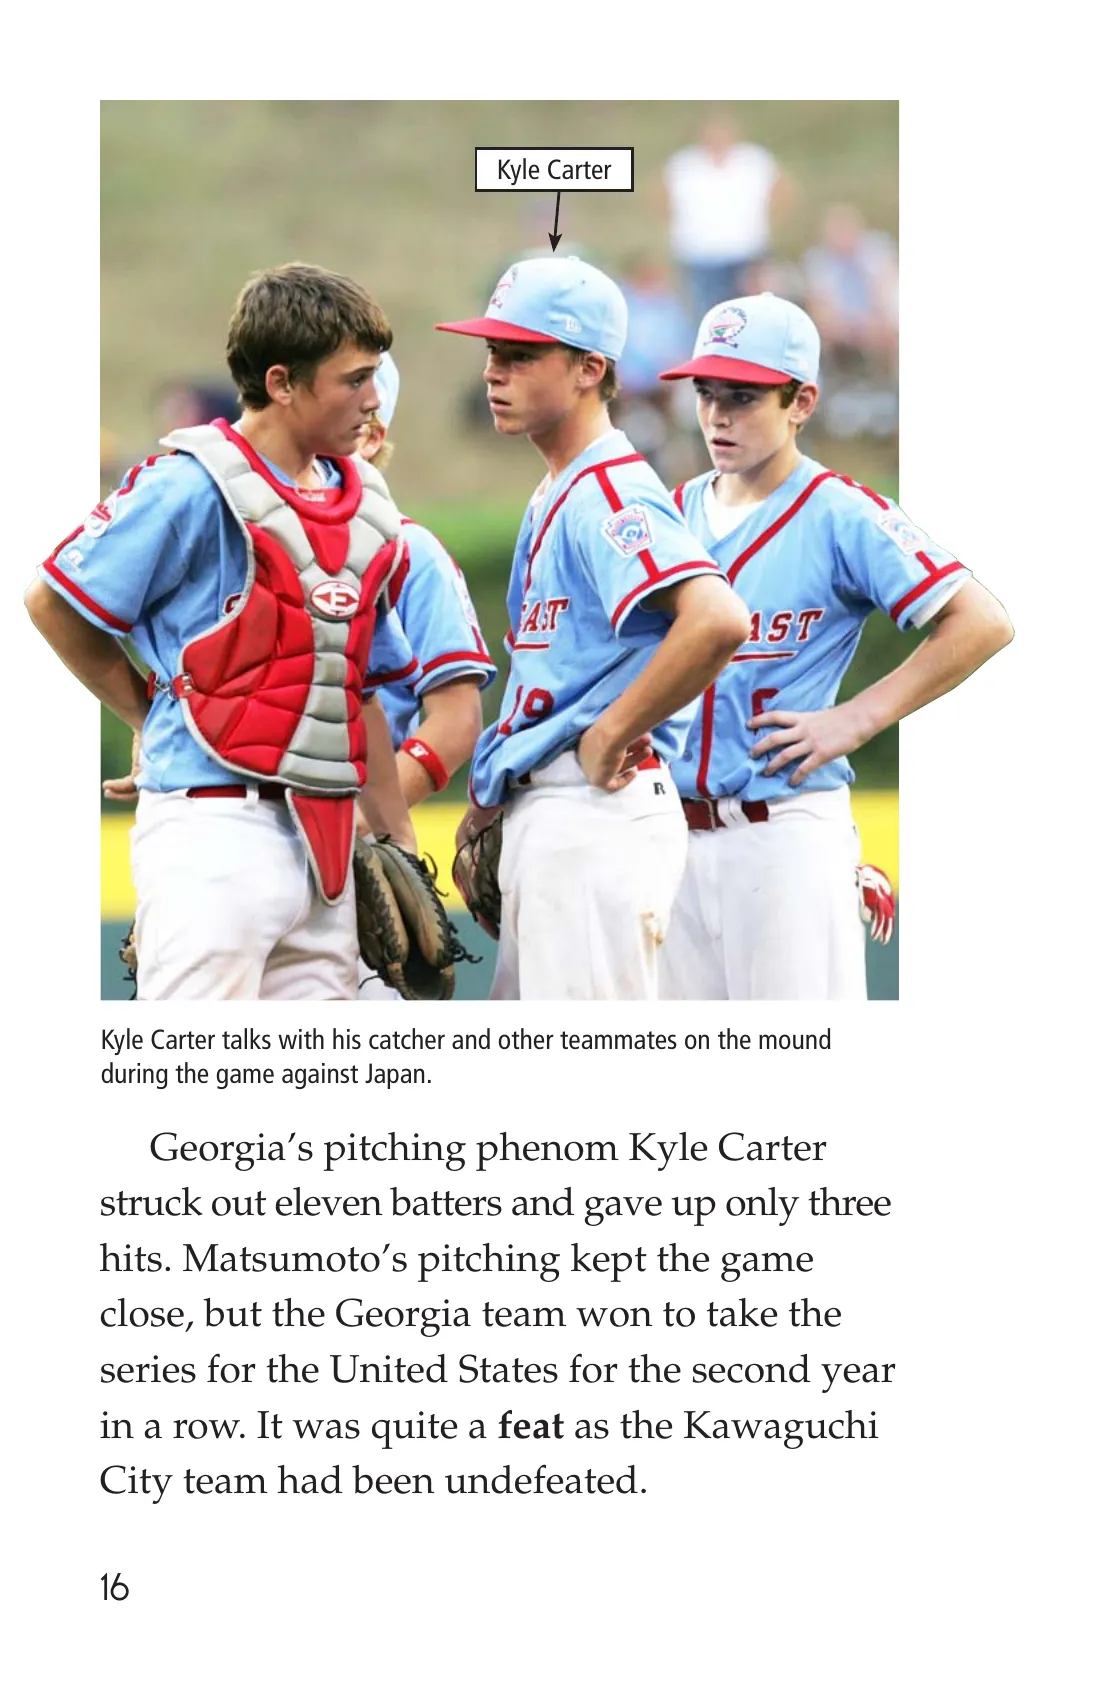 Kyle Carter
EAST
19
AST
R
Kyle Carter talks with his catcher and other teammates on the mound
during the game against Japan.
Georgia’s pitching phenom Kyle Carter
struck out eleven batters and gave up only three
hits. Matsumoto’s pitching kept the game
close, but the Georgia team won to take the
series for the United States for the second year
in a row. It was quite a feat as the Kawaguchi
City team had been undefeated.
16